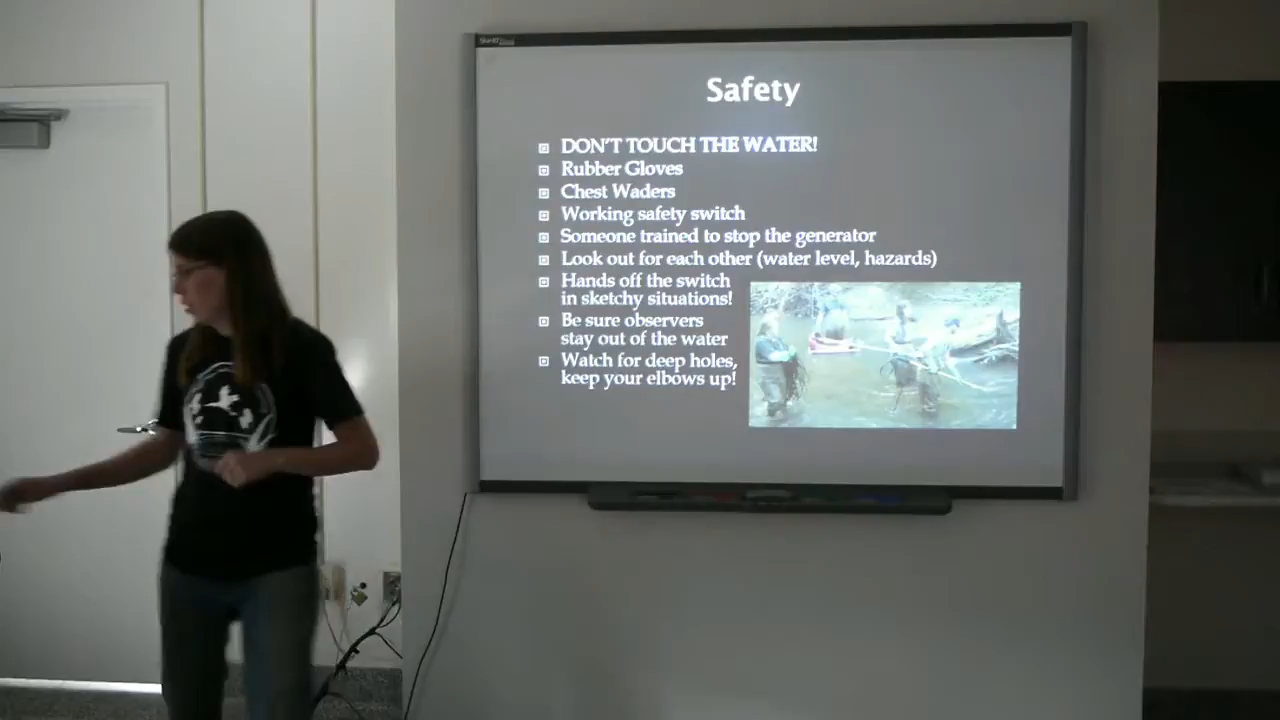 Safety
DON'T TOUCH THE WATER!
Rubber Gloves
Chest Waders
Working safety switch
Someone trained to stop the generator
Look out for each other (water level, hazards)
Hands off the switch
in sketchy situations!
Be sure observers
stay out of the water
Watch for deep holes,
keep your elbows up!